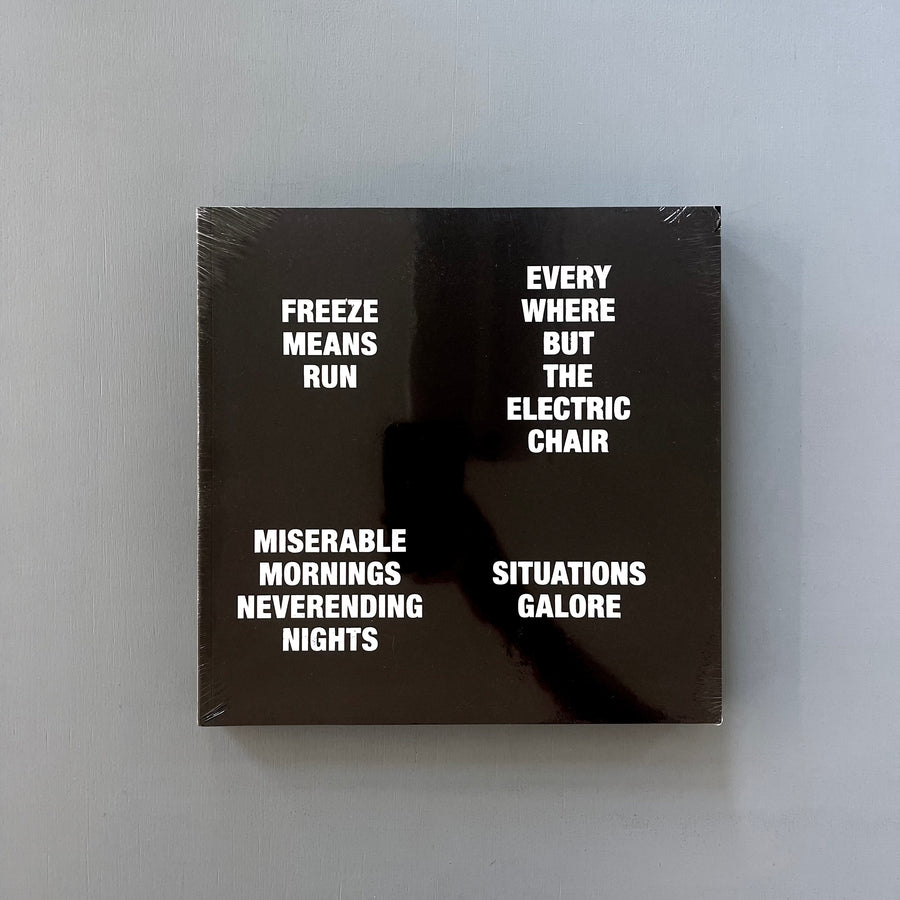 FREEZE
MEANS
RUN
EVERY
WHERE
BUT
THE
ELECTRIC
CHAIR
MISERABLE
MORNINGS
NEVERENDING
NIGHTS
SITUATIONS
GALORE